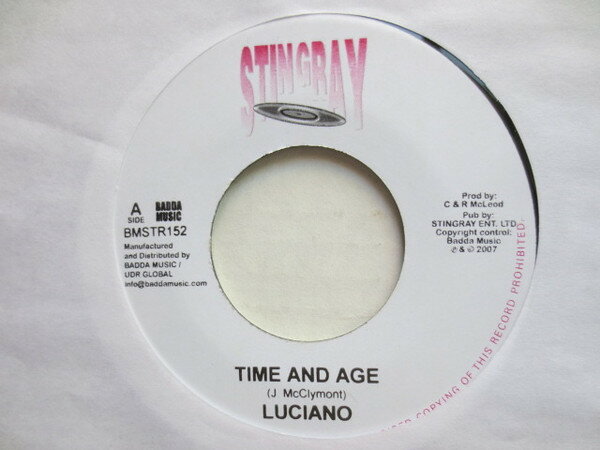 STINGRAY
A
SIDE
BADDA
MUSIC
BMSTR152
Manufactured
and Distributed by
BADDA MUSIC /
UDR GLOBAL
info@baddamusic.com
Prod by:
C & R McLeod
Pub by:
STINGRAY ENT. LTD.
Copyright control:
Badda Music
℗ & © 2007
COPYING OF THIS RECORD PROHIBITED.
TIME AND AGE
(J McClymont)
LUCIANO